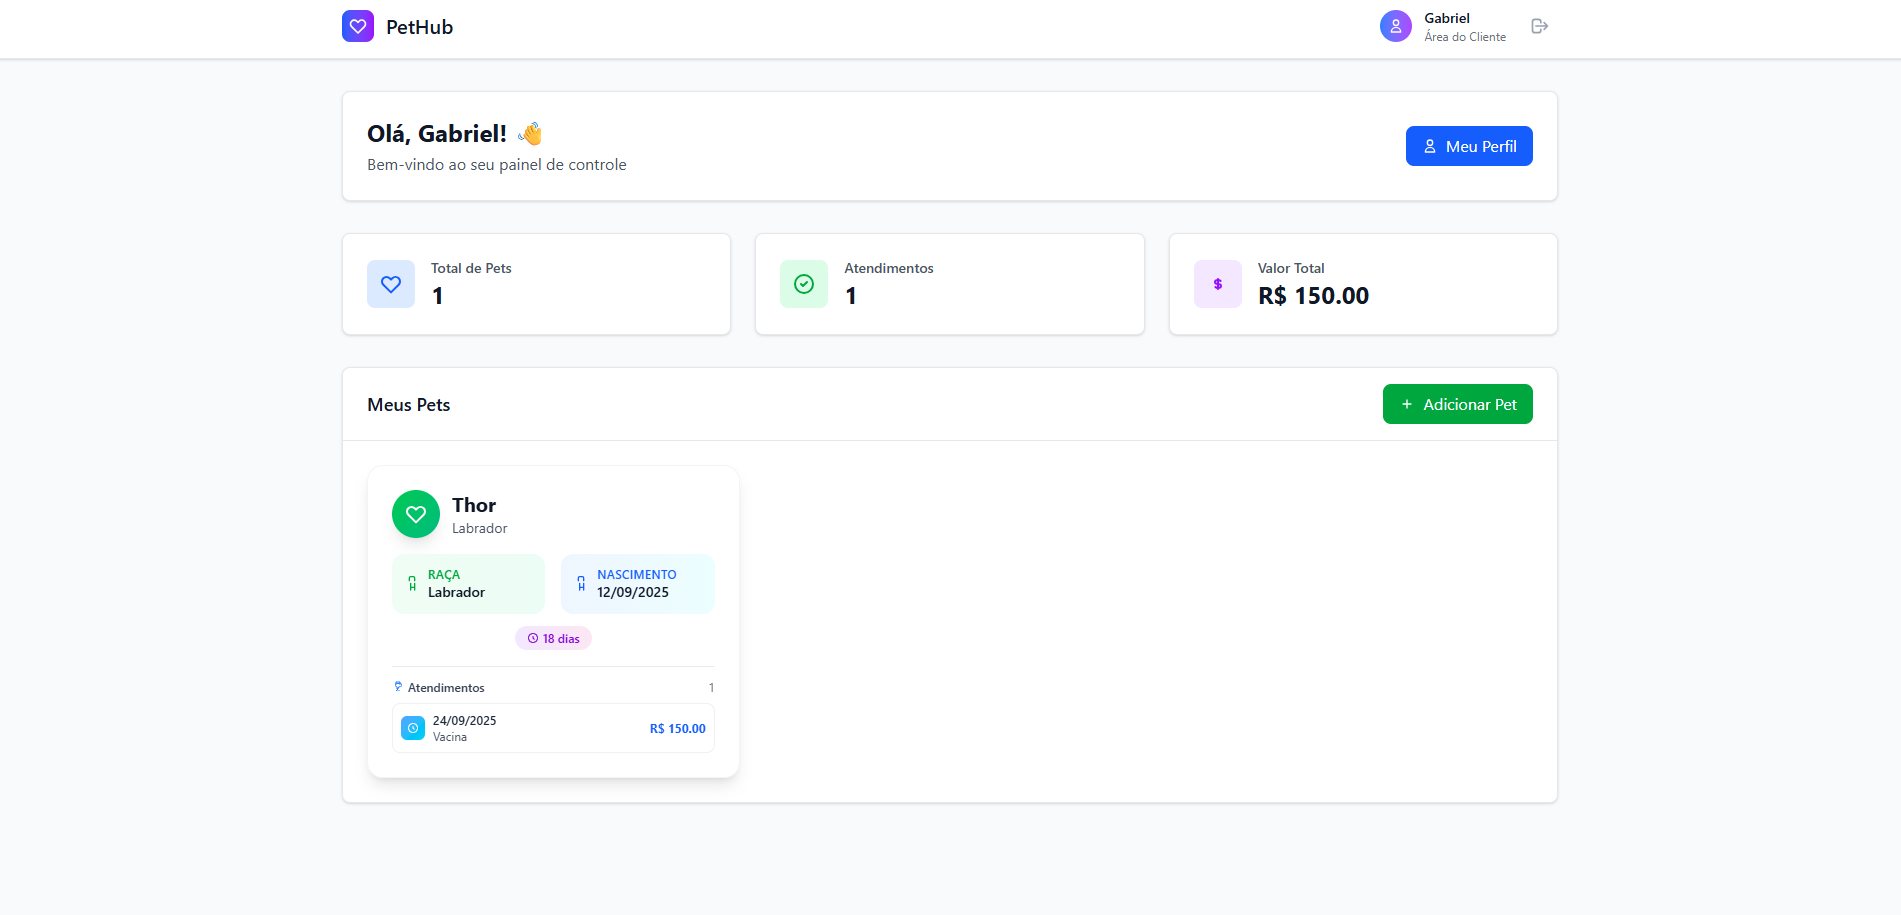 PetHub
Gabriel
Área do Cliente
Olá, Gabriel! 👋
Bem-vindo ao seu painel de controle
Meu Perfil
Total de Pets
1
Atendimentos
1
$
Valor Total
R$ 150.00
Meus Pets
+ Adicionar Pet
Thor
Labrador
RAÇA
Labrador
NASCIMENTO
12/09/2025
18 dias
Atendimentos 1
24/09/2025
Vacina
R$ 150.00